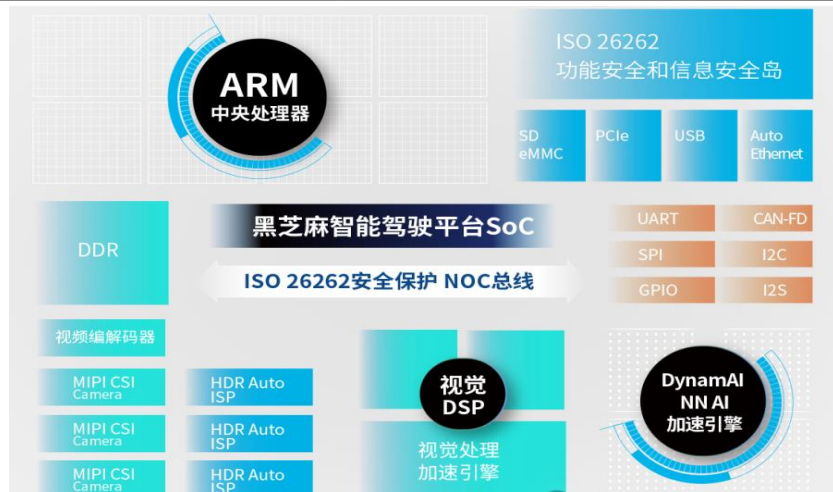 ARM
中央处理器
ISO 26262
功能安全和信息安全岛
SD
eMMC
PCIe
USB
Auto
Ethernet
DDR
黑芝麻智能驾驶平台SoC
ISO 26262安全保护 NOC总线
UART
CAN-FD
SPI
I2C
GPIO
I2S
视频编解码器
MIPI CSI
Camera
HDR Auto
ISP
MIPI CSI
Camera
HDR Auto
ISP
MIPI CSI
Camera
HDR Auto
ISP
视觉
DSP
视觉处理
加速引擎
DynamAI
NN AI
加速引擎